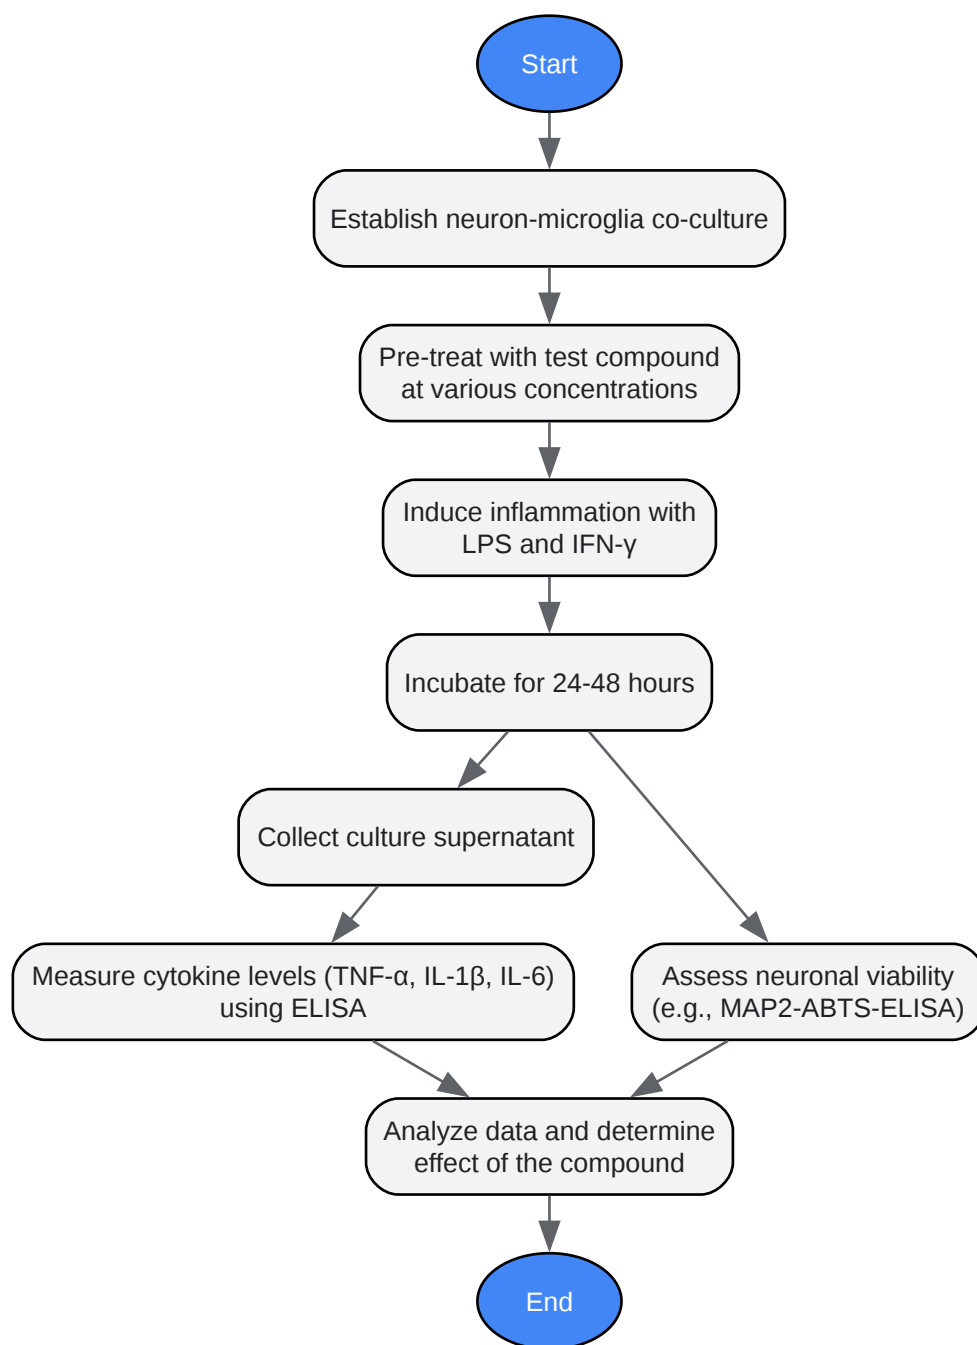 Start
Establish neuron-microglia co-culture
Pre-treat with test compound
at various concentrations
Induce inflammation with
LPS and IFN-γ
Incubate for 24-48 hours
Collect culture supernatant
Measure cytokine levels (TNF-α, IL-1β, IL-6)
using ELISA
Assess neuronal viability
(e.g., MAP2-ABTS-ELISA)
Analyze data and determine
effect of the compound
End